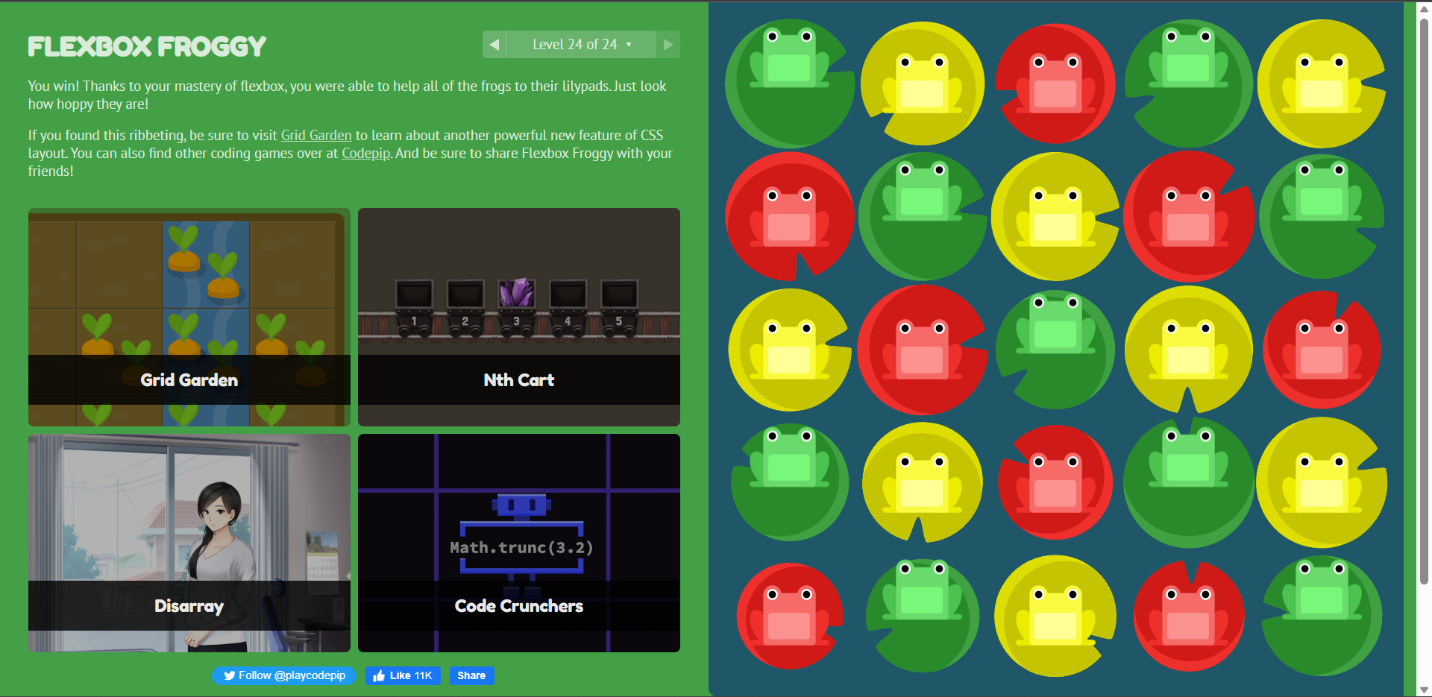 FLEXBOX FROGGY
Level 24 of 24
You win! Thanks to your mastery of flexbox, you were able to help all of the frogs to their lilypads. Just look
how hoppy they are!
If you found this ribbeting, be sure to visit Grid Garden to learn about another powerful new feature of CSS
layout. You can also find other coding games over at Codepip. And be sure to share Flexbox Froggy with your
friends!
1 2 3 4 5
Grid Garden
Nth Cart
Math.trunc(3.2)
Disarray
Code Crunchers
Follow @playcodepip
Like 11K
Share